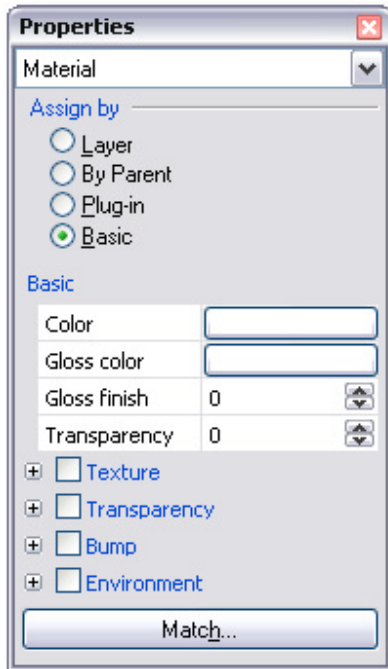 Properties
Material
Assign by
Layer
By Parent
Plug-in
Basic
Basic
Color
Gloss color
Gloss finish 0
Transparency 0
Texture
Transparency
Bump
Environment
Match...